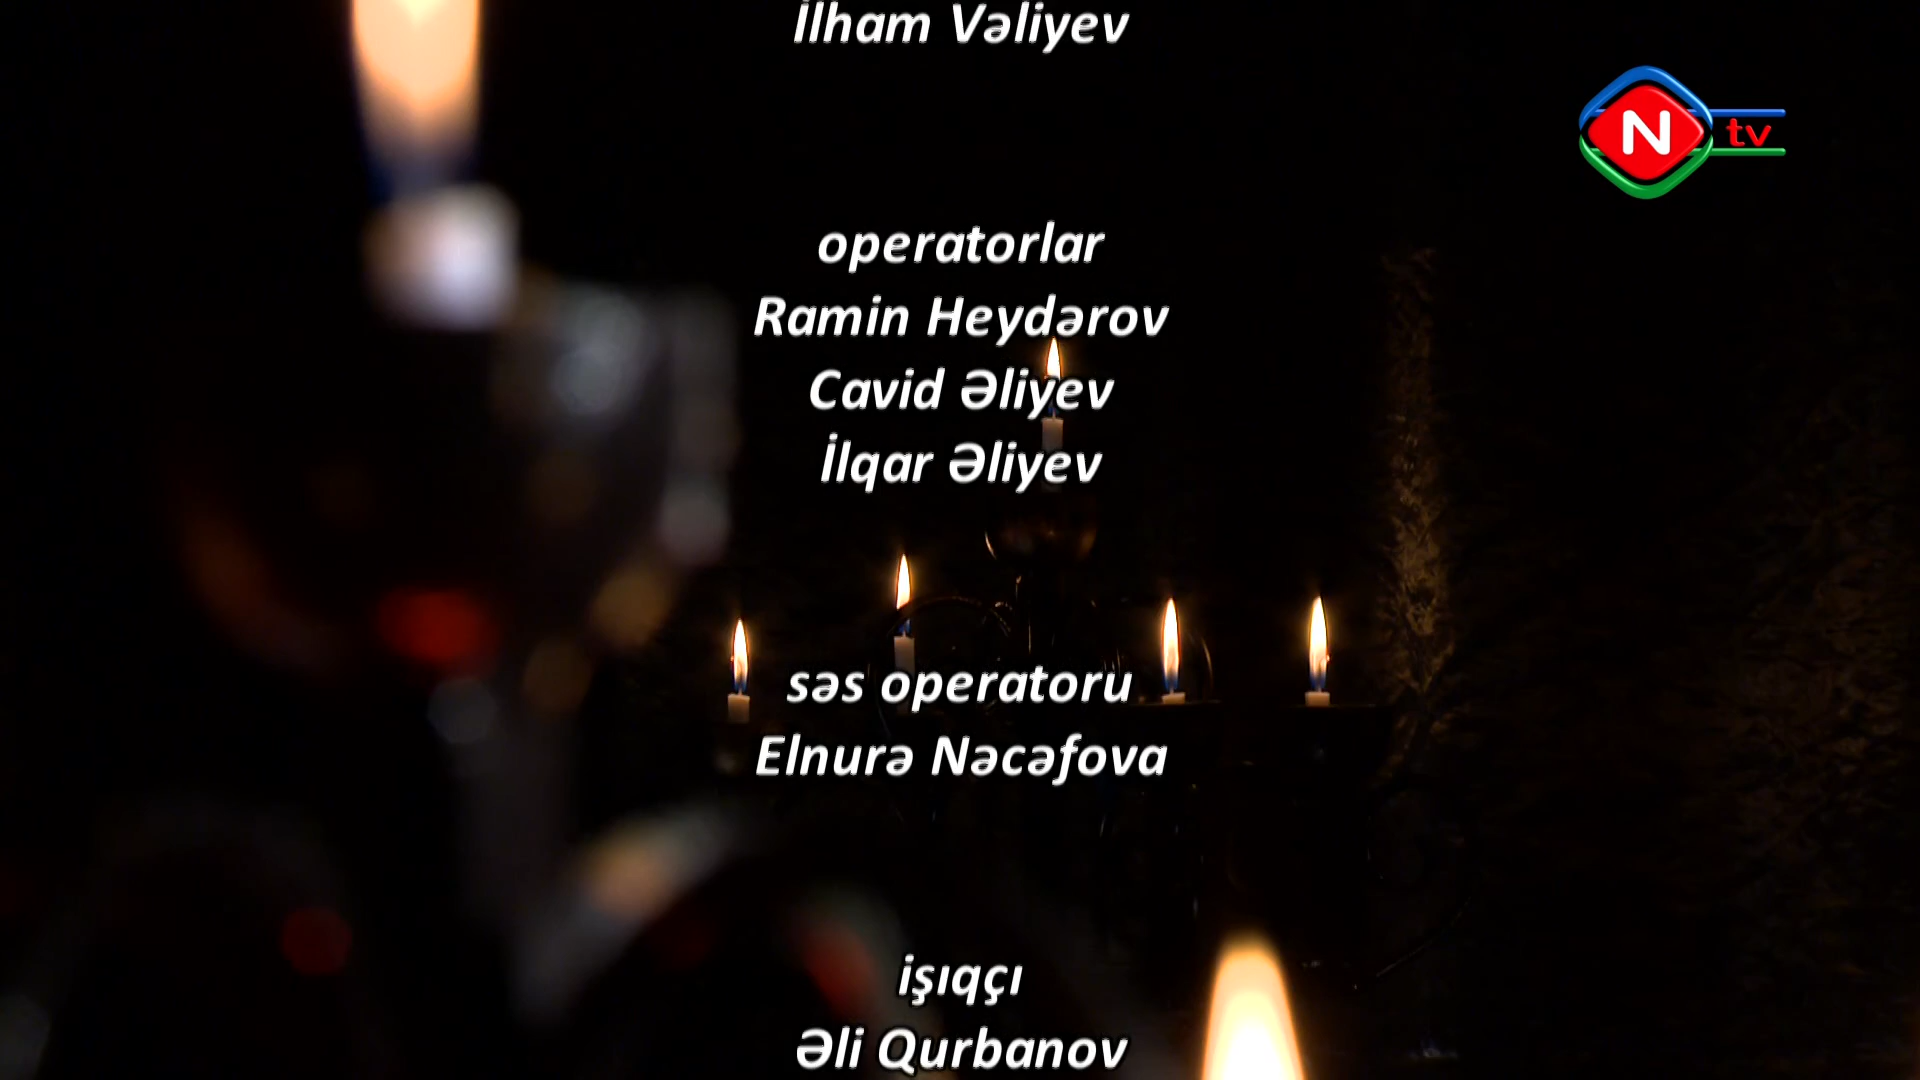 İlham Vəliyev
N tv
operatorlar
Ramin Heydərov
Cavid Əliyev
İlqar Əliyev
səs operatoru
Elnurə Nəcəfova
işıqçı
Əli Qurbanov